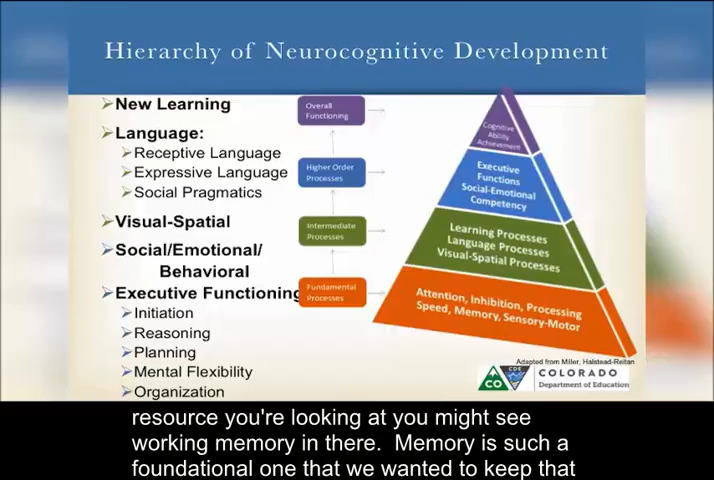 Hierarchy of Neurocognitive Development
New Learning
Language:
Receptive Language
Expressive Language
Social Pragmatics
Visual-Spatial
Social/Emotional/
Behavioral
Executive Functioning
Initiation
Reasoning
Planning
Mental Flexibility
Organization
Overall
Functioning
Higher Order
Processes
Intermediate
Processes
Fundamental
Processes
Cognitive
Ability
Achievement
Executive
Functions
Social-Emotional
Competency
Learning Processes
Language Processes
Visual-Spatial Processes
Attention, Inhibition, Processing
Speed, Memory, Sensory-Motor
Adapted from Miller, Halstead-Reitan
CO
CDE
COLORADO
Department of Education
resource you're looking at you might see
working memory in there.  Memory is such a
foundational one that we wanted to keep that